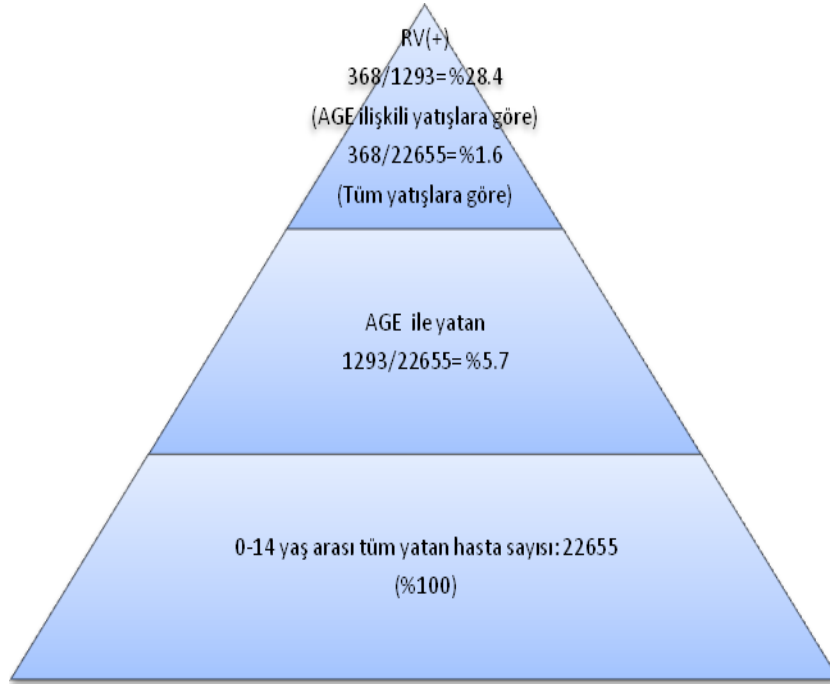 RV(+)
368/1293=%28.4
(AGE ilişkili yatışlara göre)
368/22655=%1.6
(Tüm yatışlara göre)
AGE ile yatan
1293/22655=%5.7
0-14 yaş arası tüm yatan hasta sayısı:22655
(%100)